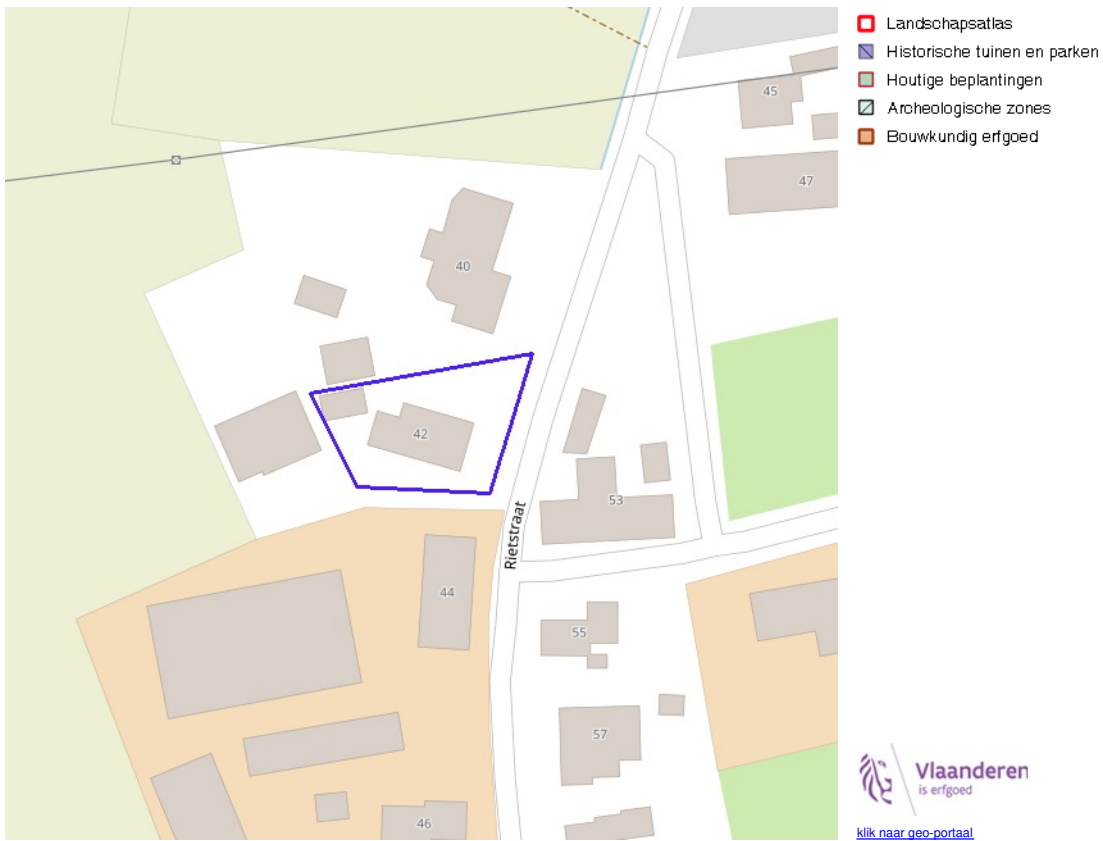 Landschapsatlas
Historische tuinen en parken
Houtige beplantingen
Archeologische zones
Bouwkundig erfgoed
45
47
40
42
53
Rietstraat
44
55
57
46
Vlaanderen
is erfgoed
klik naar geo-portaal